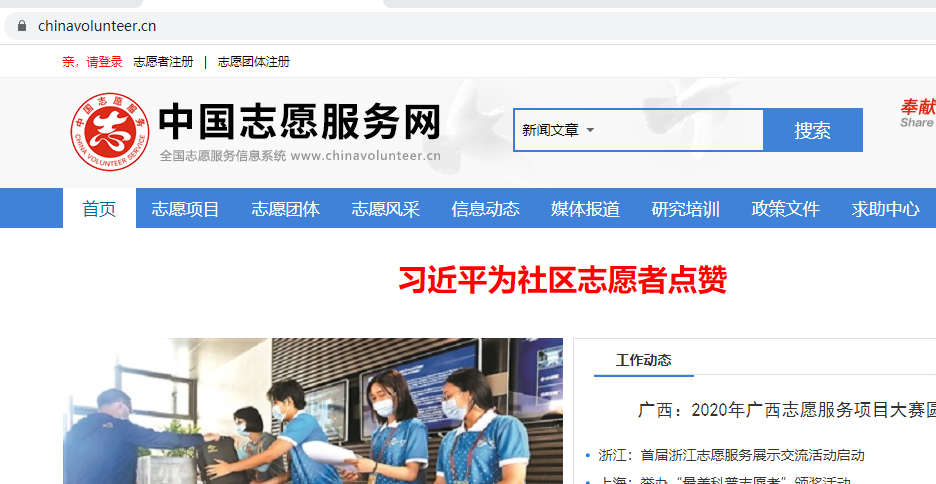 chinavolunteer.cn
亲，请登录 志愿者注册 | 志愿团体注册
中国志愿服务
CHINA VOLUNTEER SERVICE
中国志愿服务网
全国志愿服务信息系统 www.chinavolunteer.cn
新闻文章 搜索
奉献
Share
首页 志愿项目 志愿团体 志愿风采 信息动态 媒体报道 研究培训 政策文件 求助中心
习近平为社区志愿者点赞
工作动态
广西：2020年广西志愿服务项目大赛圆
浙江：首届浙江志愿服务展示交流活动启动
上海：举办“最美科普志愿者”颁奖活动